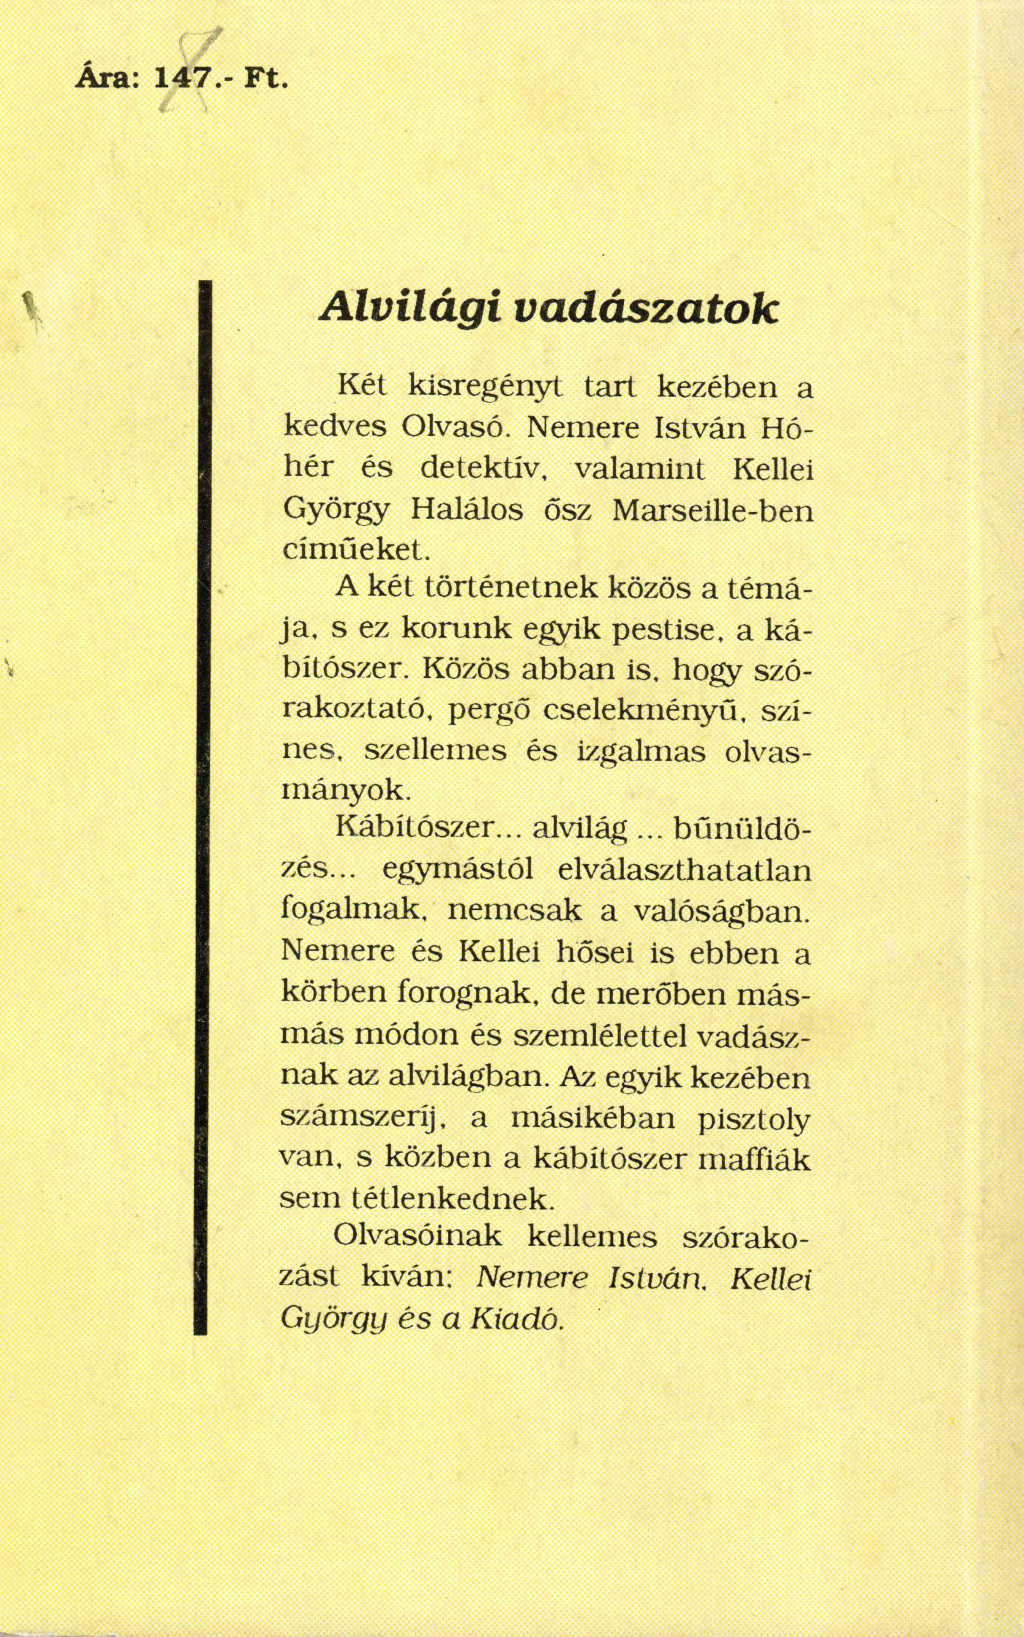 Ára: 147.- Ft.
Alvilági vadászatok
Két kisregényt tart kezében a
kedves Olvasó. Nemere István Hó-
hér és detektív, valamint Kellei
György Halálos ősz Marseille-ben
címűeket.
A két történetnek közös a témá-
ja, s ez korunk egyik pestise, a ká-
bítószer. Közös abban is, hogy szó-
rakoztató, pergő cselekményű, szí-
nes, szellemes és izgalmas olvas-
mányok.
Kábítószer... alvilág ... bűnüldö-
zés... egymástól elválaszthatatlan
fogalmak, nemcsak a valóságban.
Nemere és Kellei hősei is ebben a
körben forognak, de merőben más-
más módon és szemlélettel vadász-
nak az alvilágban. Az egyik kezében
számszeríj, a másikéban pisztoly
van, s közben a kábítószer maffiák
sem tétlenkednek.
Olvasóinak kellemes szórako-
zást kíván: Nemere István, Kellei
György és a Kiadó.